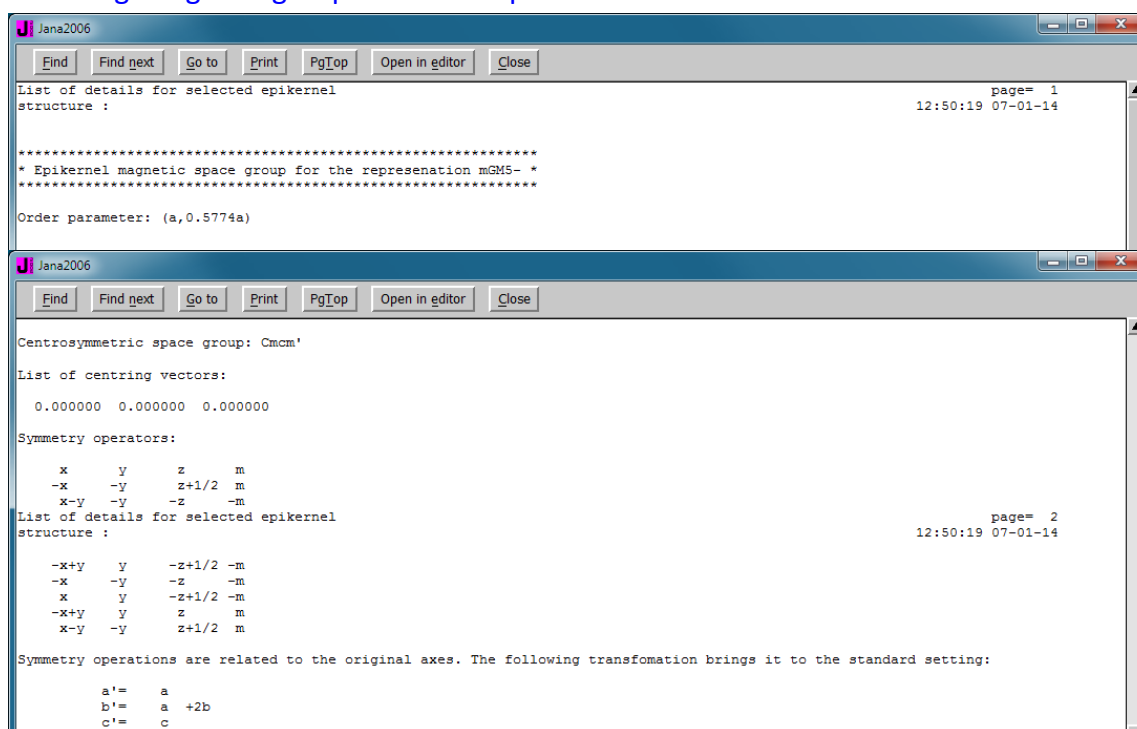 Jana2006
Find Find next Go to Print PgTop Open in editor Close
List of details for selected epikernel page= 1
structure : 12:50:19 07-01-14
***************************************************************
* Epikernel magnetic space group for the represenation mGM5- *
***************************************************************
Order parameter: (a,0.5774a)
Jana2006
Find Find next Go to Print PgTop Open in editor Close
Centrosymmetric space group: Cmcm'
List of centring vectors:
0.000000 0.000000 0.000000
Symmetry operators:
x y z m
-x -y z+1/2 m
x-y -y -z -m
List of details for selected epikernel page= 2
structure : 12:50:19 07-01-14
-x+y y -z+1/2 -m
-x -y -z -m
x y -z+1/2 -m
-x+y y z m
x-y -y z+1/2 m
Symmetry operations are related to the original axes. The following transfomation brings it to the standard setting:
a'= a
b'= a +2b
c'= c